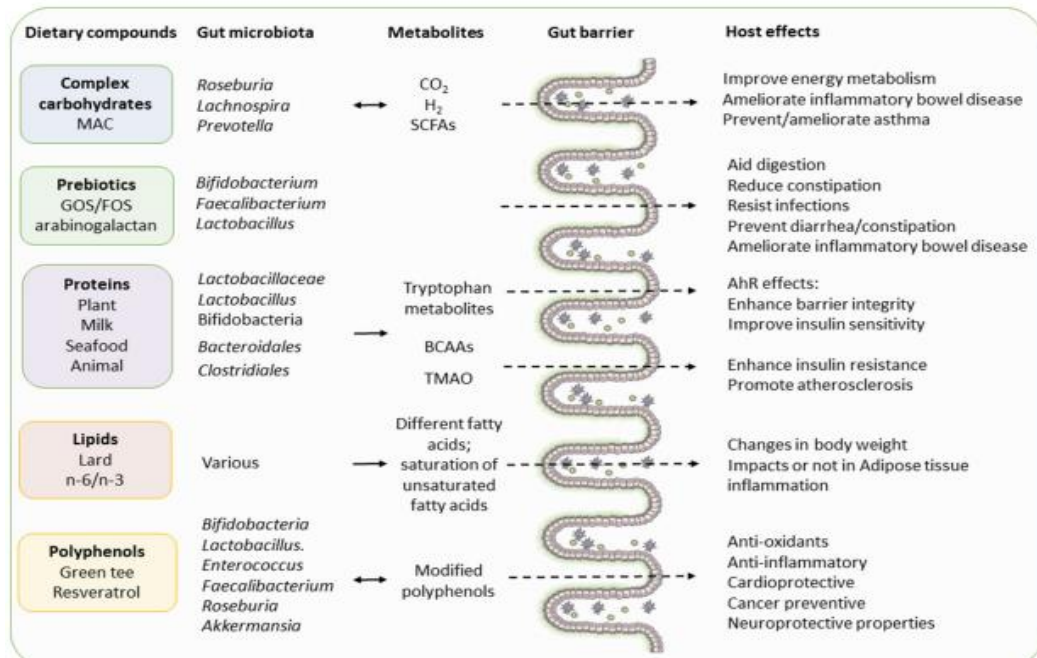 Dietary compounds
Gut microbiota
Metabolites
Gut barrier
Host effects
Complex
carbohydrates
MAC
Roseburia
Lachnospira
Prevotella
CO₂
H₂
SCFAs
Improve energy metabolism
Ameliorate inflammatory bowel disease
Prevent/ameliorate asthma
Prebiotics
GOS/FOS
arabinogalactan
Bifidobacterium
Faecalibacterium
Lactobacillus
Aid digestion
Reduce constipation
Resist infections
Prevent diarrhea/constipation
Ameliorate inflammatory bowel disease
Proteins
Plant
Milk
Seafood
Animal
Lactobacillaceae
Lactobacillus
Bifidobacteria
Bacteroidales
Clostridiales
Tryptophan
metabolites
BCAAs
TMAO
AhR effects:
Enhance barrier integrity
Improve insulin sensitivity
Enhance insulin resistance
Promote atherosclerosis
Lipids
Lard
n-6/n-3
Various
Different fatty
acids;
saturation of
unsaturated
fatty acids
Changes in body weight
Impacts or not in Adipose tissue
inflammation
Polyphenols
Green tee
Resveratrol
Bifidobacteria
Lactobacillus.
Enterococcus
Faecalibacterium
Roseburia
Akkermansia
Modified
polyphenols
Anti-oxidants
Anti-inflammatory
Cardioprotective
Cancer preventive
Neuroprotective properties